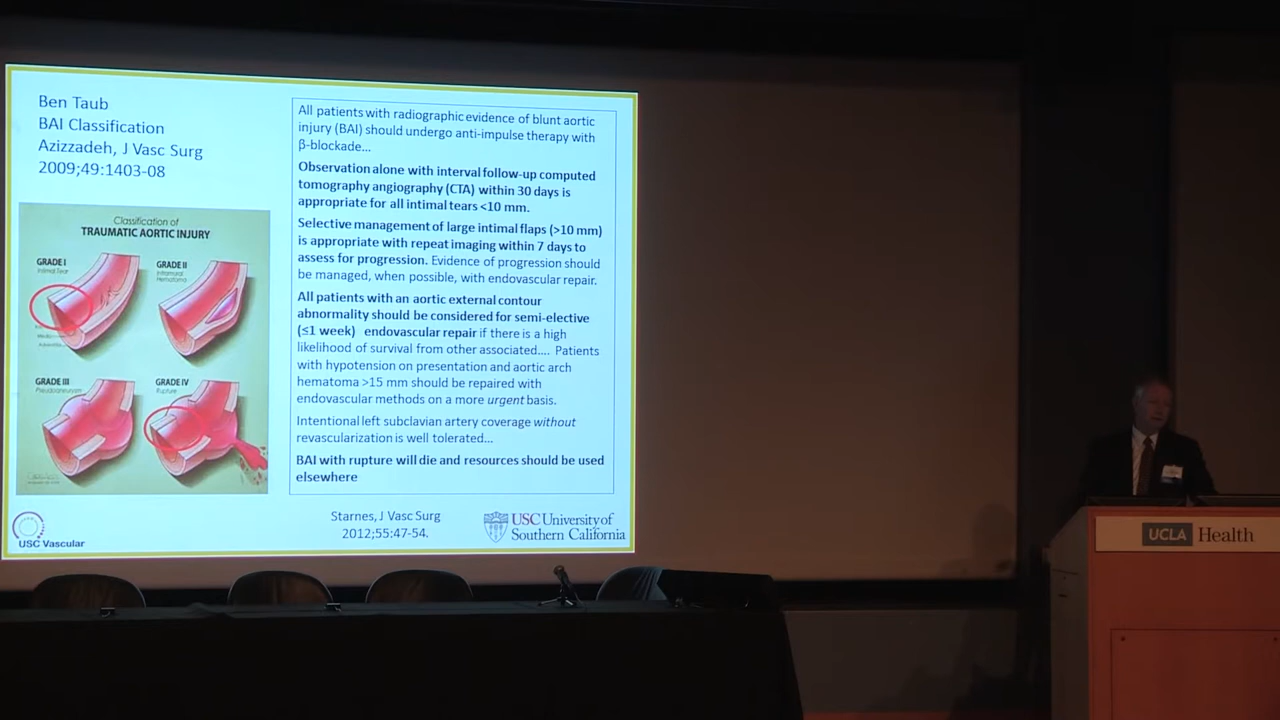 Ben Taub
BAI Classification
Azizzadeh, J Vasc Surg
2009;49:1403-08
Classification of
TRAUMATIC AORTIC INJURY
GRADE I
Intimal Tear
GRADE II
Intramural
Hematoma
Adventitia
GRADE III
Pseudoaneurysm
GRADE IV
Rupture
USC Vascular
All patients with radiographic evidence of blunt aortic
injury (BAI) should undergo anti-impulse therapy with
β-blockade…
Observation alone with interval follow-up computed
tomography angiography (CTA) within 30 days is
appropriate for all intimal tears <10 mm.
Selective management of large intimal flaps (>10 mm)
is appropriate with repeat imaging within 7 days to
assess for progression. Evidence of progression should
be managed, when possible, with endovascular repair.
All patients with an aortic external contour
abnormality should be considered for semi-elective
(≤1 week) endovascular repair if there is a high
likelihood of survival from other associated…. Patients
with hypotension on presentation and aortic arch
hematoma >15 mm should be repaired with
endovascular methods on a more urgent basis.
Intentional left subclavian artery coverage without
revascularization is well tolerated…
BAI with rupture will die and resources should be used
elsewhere
Starnes, J Vasc Surg
2012;55:47-54.
USC University of
Southern California
UCLA Health